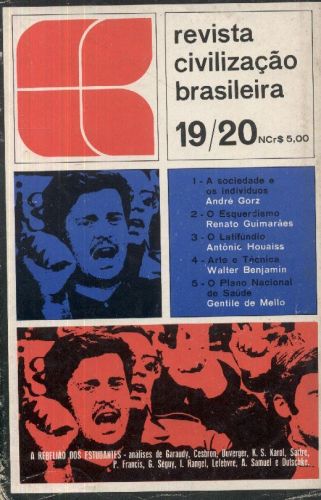 revista
civilização
brasileira
19/20 NCr$ 5,00
1 - A sociedade e
os indivíduos
André Gorz
2 - O Esquerdismo
Renato Guimarães
3 - O Latifúndio
Antônio Houaiss
4 - Arte e Técnica
Walter Benjamin
5 - O Plano Nacional
de Saúde
Gentile de Mello
A REBELIÃO DOS ESTUDANTES - análises de Garaudy, Cesbron, Duverger, K. S. Karol, Sartre,
P. Francis, G. Séguy, I. Rangel, Lefebvre, A. Samuel e Dutschke.